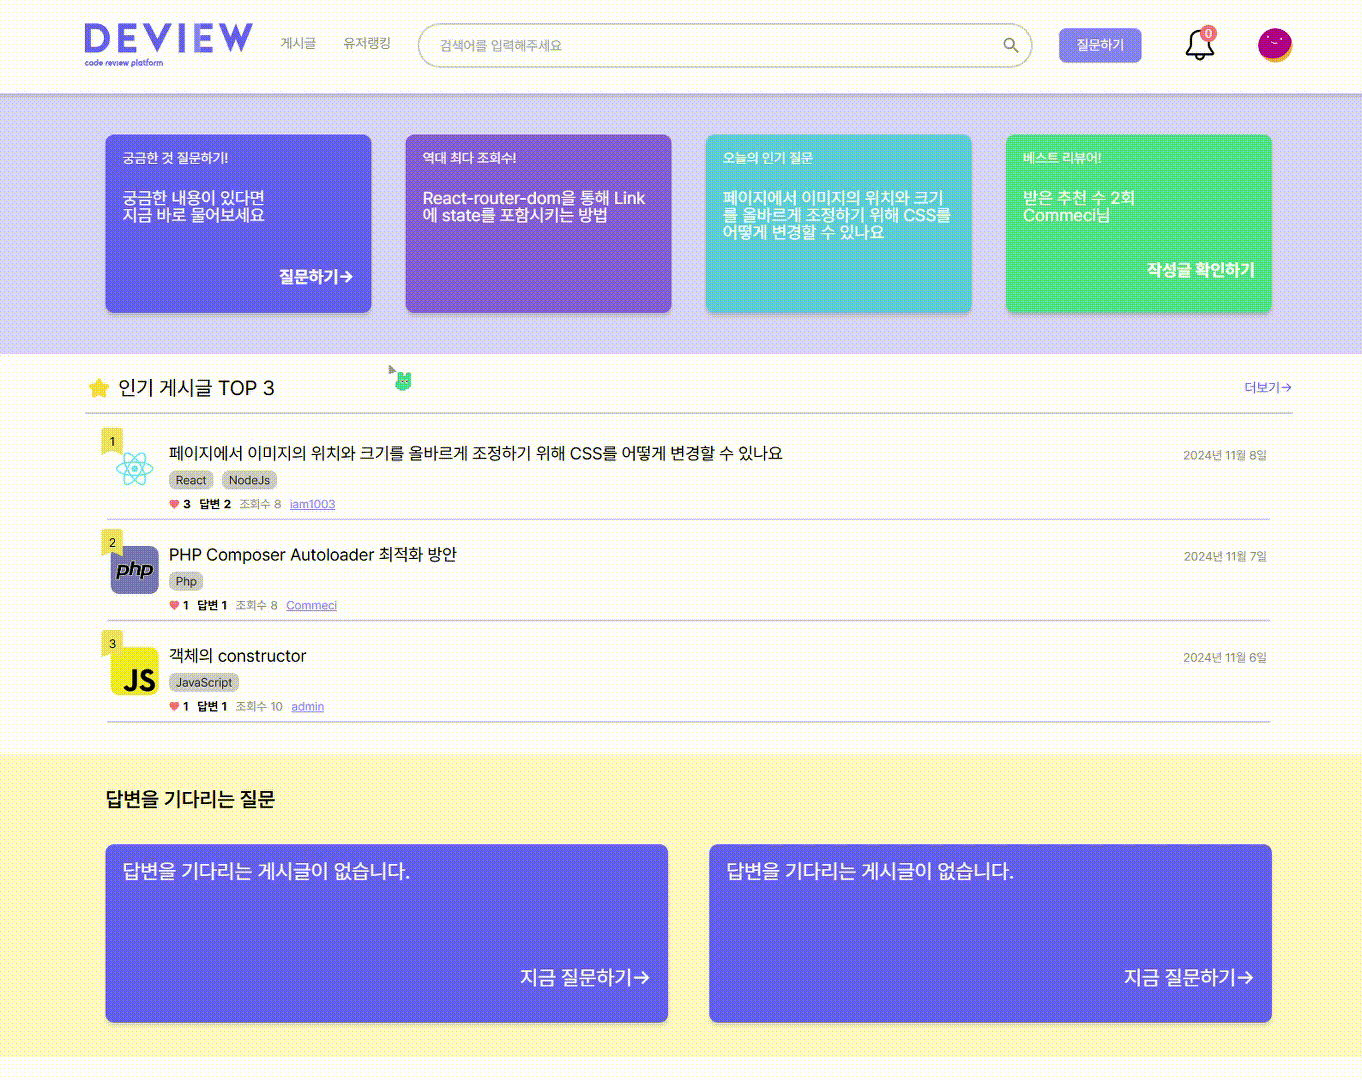 DEVIEW
code review platform
게시글
유저랭킹
검색어를 입력해주세요
질문하기
0
궁금한 것 질문하기!
궁금한 내용이 있다면
지금 바로 물어보세요
질문하기→
역대 최다 조회수!
React-router-dom을 통해 Link
에 state를 포함시키는 방법
오늘의 인기 질문
페이지에서 이미지의 위치와 크기
를 올바르게 조정하기 위해 CSS를
어떻게 변경할 수 있나요
베스트 리뷰어!
받은 추천 수 2회
Commeci님
작성글 확인하기
인기 게시글 TOP 3
더보기→
1
페이지에서 이미지의 위치와 크기를 올바르게 조정하기 위해 CSS를 어떻게 변경할 수 있나요
2024년 11월 8일
React NodeJs
3 답변 2 조회수 8 iam1003
2
php
PHP Composer Autoloader 최적화 방안
2024년 11월 7일
Php
1 답변 1 조회수 8 Commeci
3
JS
객체의 constructor
2024년 11월 6일
JavaScript
1 답변 1 조회수 10 admin
답변을 기다리는 질문
답변을 기다리는 게시글이 없습니다.
지금 질문하기→
답변을 기다리는 게시글이 없습니다.
지금 질문하기→